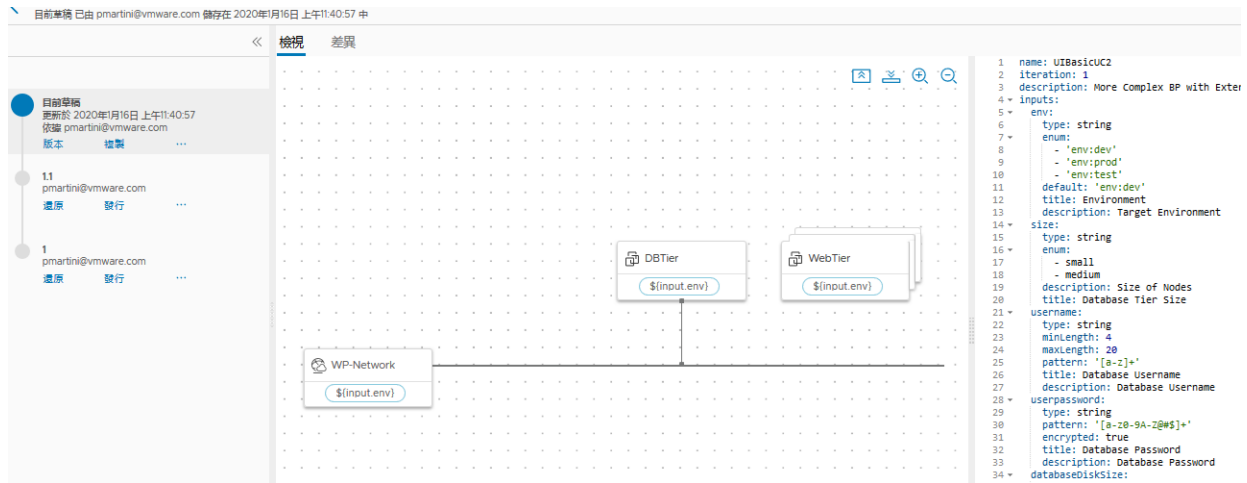 目前草稿 已由 pmartini@vmware.com 儲存在 2020年1月16日 上午11:40:57 中
檢視
差異
目前草稿
更新於 2020年1月16日 上午11:40:57
依據 pmartini@vmware.com
版本 複製 ...
1.1
pmartini@vmware.com
還原 發行 ...
1
pmartini@vmware.com
還原 發行 ...
DBTier
${input.env}
WebTier
${input.env}
WP-Network
${input.env}
1 name: UIBasicUC2
2 iteration: 1
3 description: More Complex BP with Exter
4 inputs:
5 env:
6 type: string
7 enum:
8 - 'env:dev'
9 - 'env:prod'
10 - 'env:test'
11 default: 'env:dev'
12 title: Environment
13 description: Target Environment
14 size:
15 type: string
16 enum:
17 - small
18 - medium
19 description: Size of Nodes
20 title: Database Tier Size
21 username:
22 type: string
23 minLength: 4
24 maxLength: 20
25 pattern: '[a-z]+'
26 title: Database Username
27 description: Database Username
28 userpassword:
29 type: string
30 pattern: '[a-z0-9A-Z@#$]+'
31 encrypted: true
32 title: Database Password
33 description: Database Password
34 databaseDiskSize: